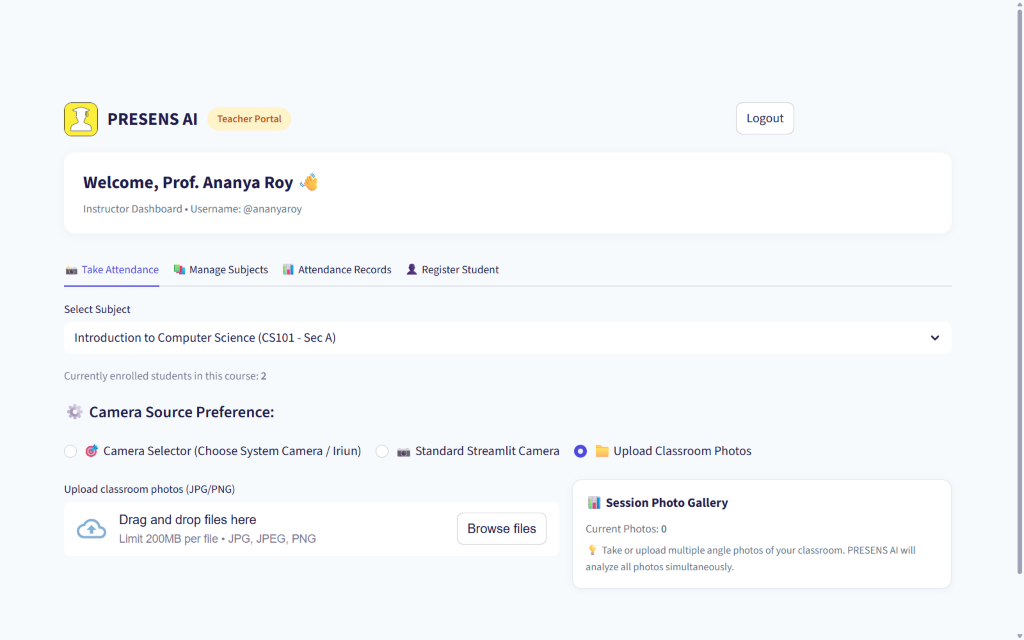 PRESENS AI
Teacher Portal
Logout
Welcome, Prof. Ananya Roy 👋
Instructor Dashboard • Username: @ananyaroy
📷 Take Attendance
📚 Manage Subjects
📊 Attendance Records
👤 Register Student
Select Subject
Introduction to Computer Science (CS101 - Sec A)
Currently enrolled students in this course: 2
⚙️ Camera Source Preference:
🎯 Camera Selector (Choose System Camera / Iriun)
📷 Standard Streamlit Camera
📁 Upload Classroom Photos
Upload classroom photos (JPG/PNG)
Drag and drop files here
Limit 200MB per file • JPG, JPEG, PNG
Browse files
📊 Session Photo Gallery
Current Photos: 0
💡 Take or upload multiple angle photos of your classroom. PRESENS AI will
analyze all photos simultaneously.